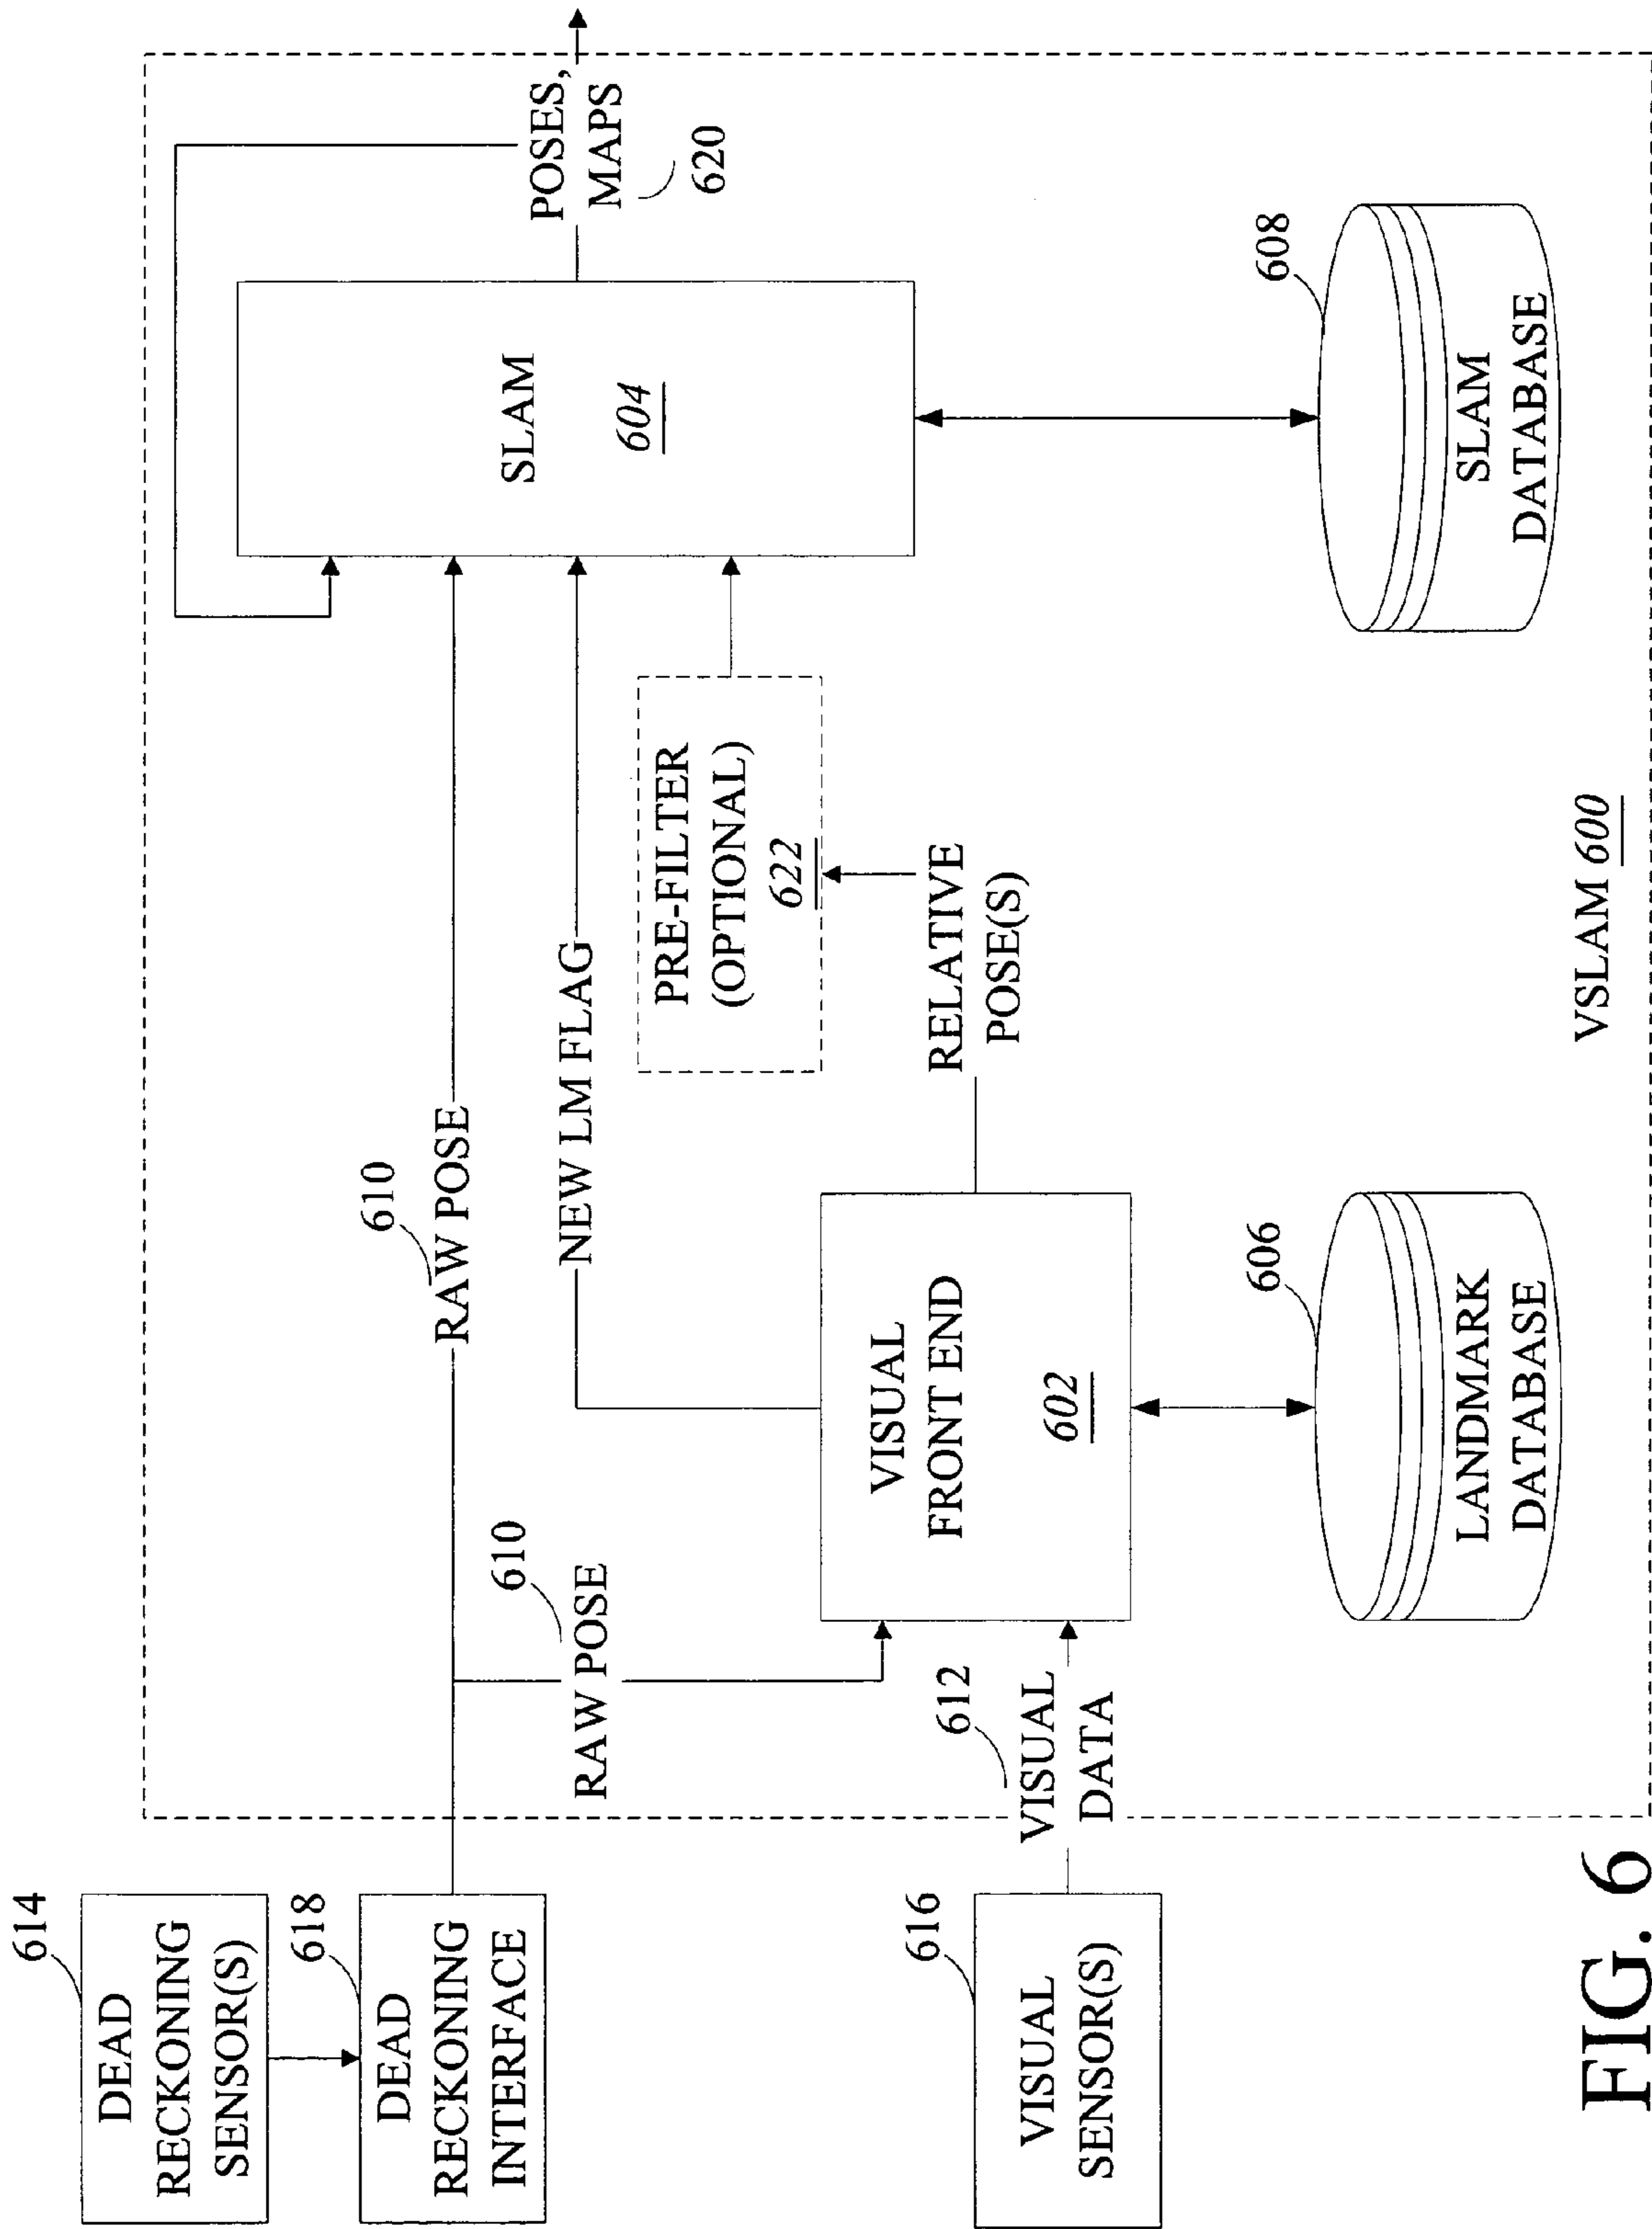 614
DEAD
RECKONING
SENSOR(S)
618
DEAD
RECKONING
INTERFACE
616
VISUAL
SENSOR(S)
610
RAW POSE
610
RAW POSE
612
VISUAL
DATA
NEW LM FLAG
VISUAL
FRONT END
602
RELATIVE
POSE(S)
PRE-FILTER
(OPTIONAL)
622
SLAM
604
POSES,
MAPS
620
606
LANDMARK
DATABASE
608
SLAM
DATABASE
VSLAM 600
FIG. 6